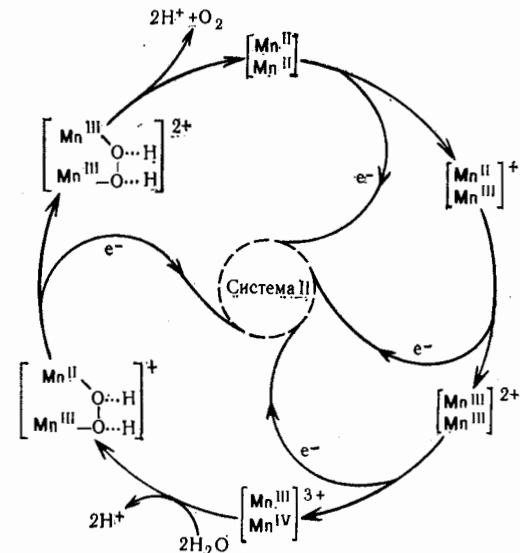 2H⁺+O₂
[Mn^II
Mn^II]
e⁻
[Mn^II
Mn^III]⁺
e⁻
[Mn^III
Mn^III]²⁺
e⁻
[Mn^III
Mn^IV]³⁺
2H₂O
2H⁺
[Mn^II O···H
Mn^III—O···H]⁺
e⁻
[Mn^III O···H
Mn^III—O···H]²⁺
Система II